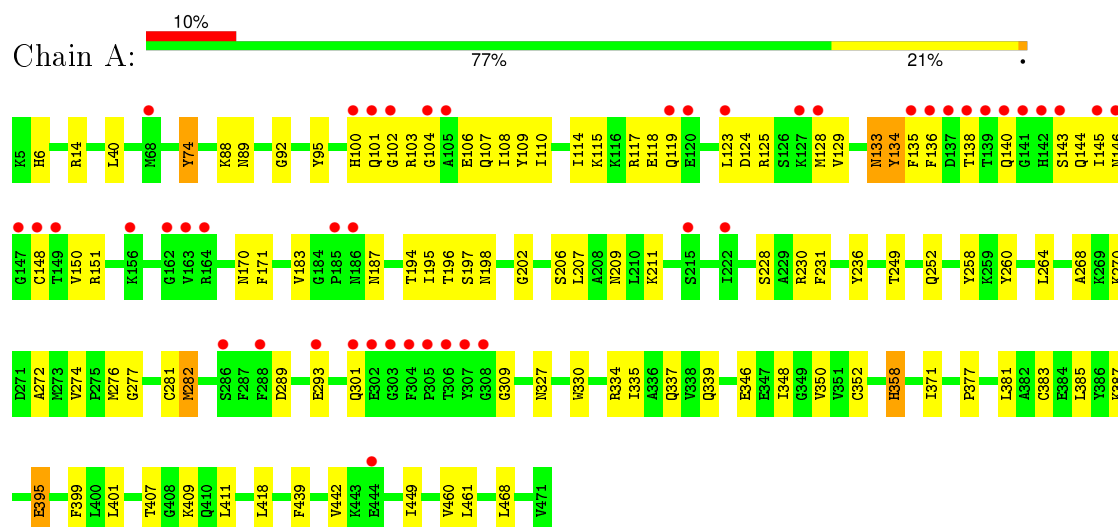 10%
Chain A:
77% 21% •
K5 H6 R14 L40 M68 Y74 K88 N89 G92 Y95 H100 Q101 G102 R103 G104 A105 E106 Q107 I108 Y109 I110 I114 K115 K116 R117 E118 Q119 E120 L123 D124 R125 S126 K127 M128 V129 N133 Y134 F135 F136 D137 T138 T139 Q140 G141 H142 S143 Q144 I145 N146
G147 C148 T149 V150 R151 K156 G162 V163 R164 N170 F171 V183 G184 P185 N186 N187 T194 I195 T196 S197 N198 G202 S206 L207 A208 N209 L210 K211 S215 I222 S228 A229 R230 F231 Y236 T249 Q252 Y258 K259 Y260 L264 A268 K269 K270
D271 A272 M273 V274 P275 M276 G277 C281 M282 S286 F287 F288 D289 E293 Q301 E302 G303 F304 P305 T306 Y307 G308 G309 N327 W330 R334 I335 A336 Q337 V338 Q339 E346 E347 I348 G349 V350 V351 C352 H358 I371 P377 L381 A382 C383 E384 L385 Y386 K387
E395 F399 L400 L401 T407 G408 K409 Q410 L411 L418 F439 V442 K443 E444 I449 V460 L461 L468 V471